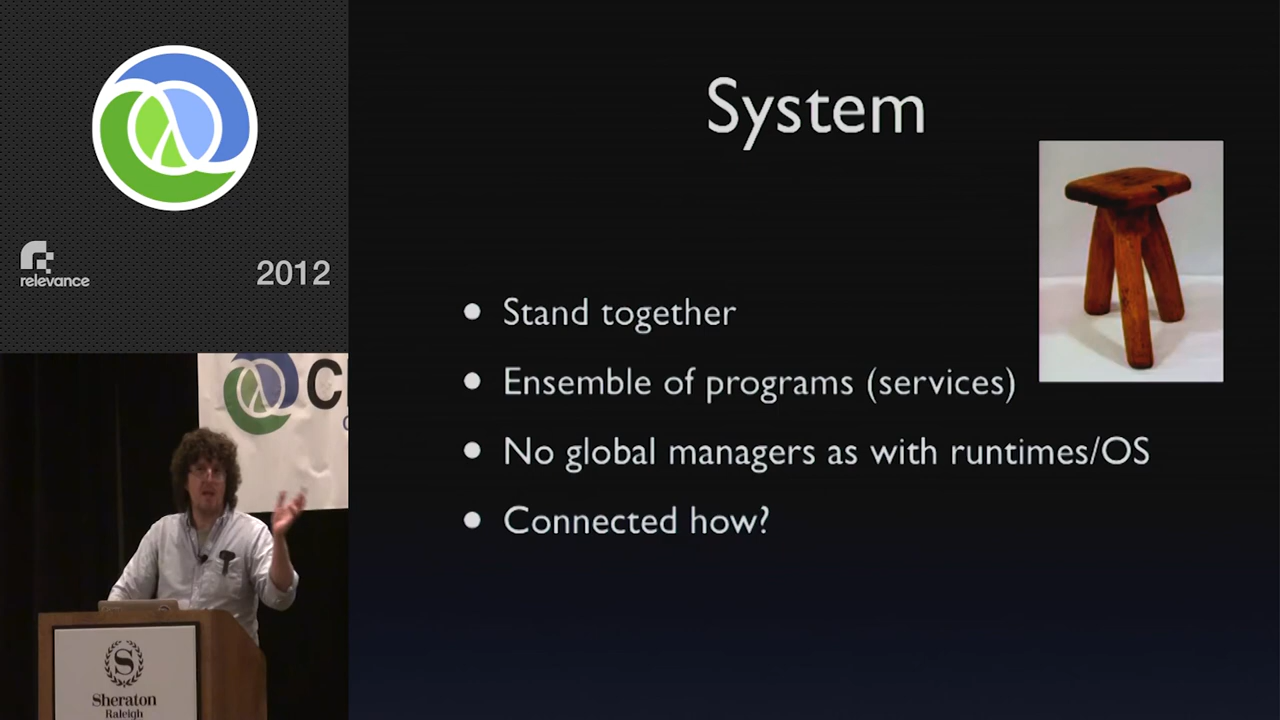 relevance
2012
System
Stand together
Ensemble of programs (services)
No global managers as with runtimes/OS
Connected how?
S
Sheraton
Raleigh